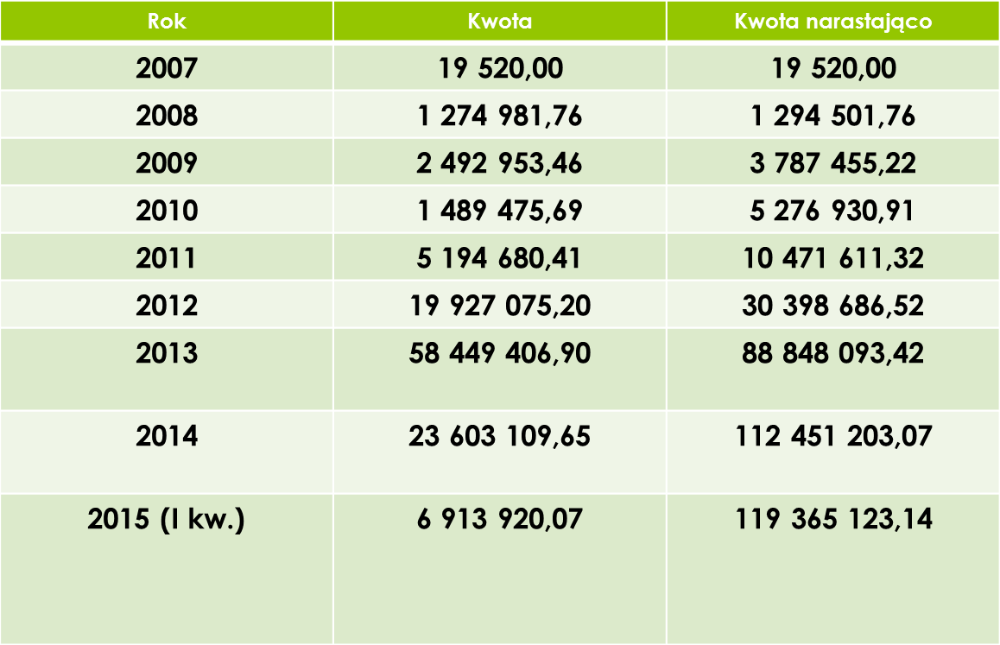 Rok Kwota Kwota narastająco
2007 19 520,00 19 520,00
2008 1 274 981,76 1 294 501,76
2009 2 492 953,46 3 787 455,22
2010 1 489 475,69 5 276 930,91
2011 5 194 680,41 10 471 611,32
2012 19 927 075,20 30 398 686,52
2013 58 449 406,90 88 848 093,42
2014 23 603 109,65 112 451 203,07
2015 (I kw.) 6 913 920,07 119 365 123,14